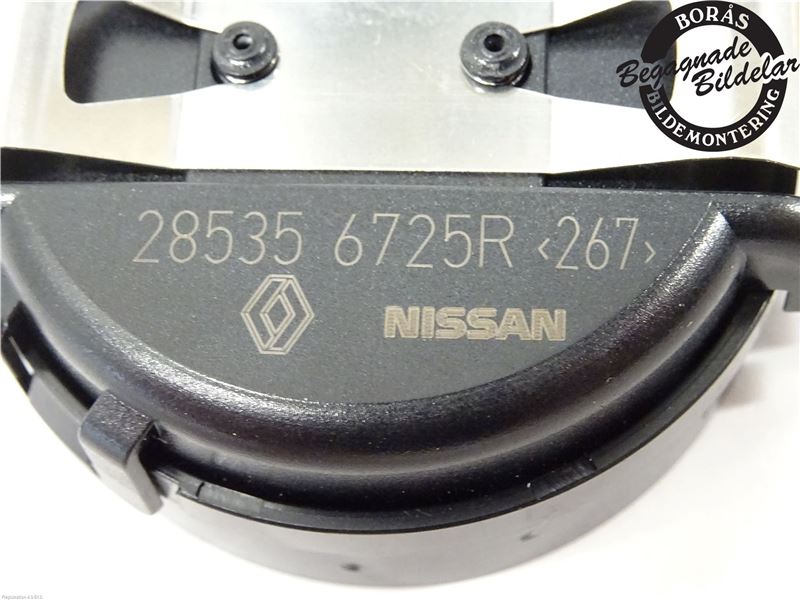 BORÅS
Begagnade
Bildelar
BILDEMONTERING
28535 6725R <267>
NISSAN